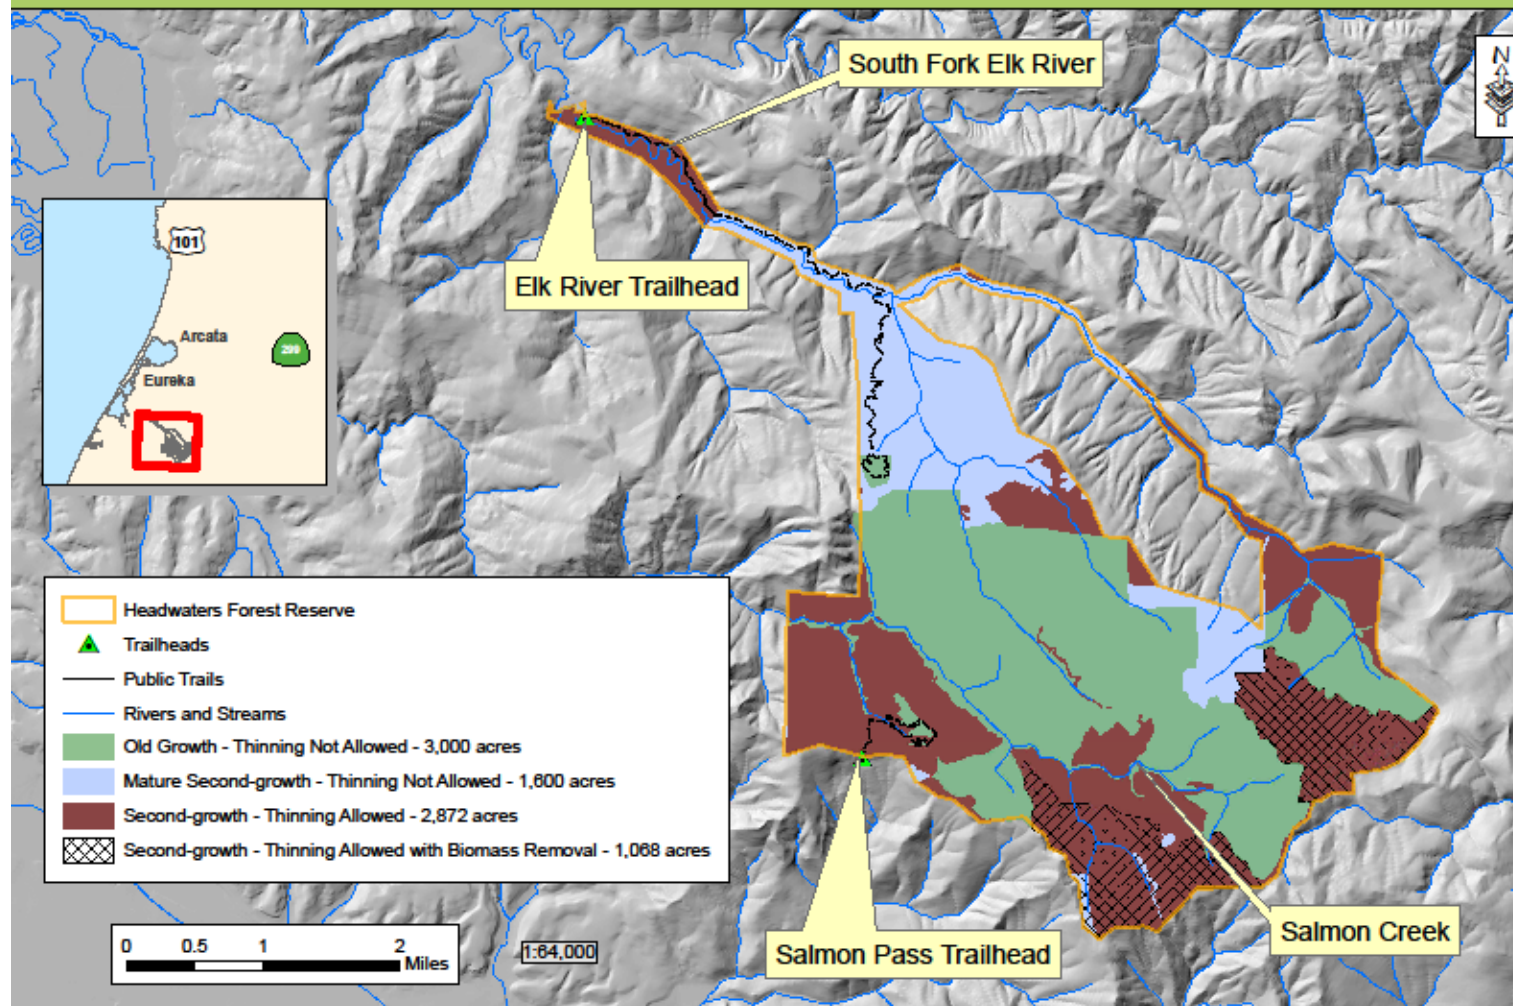 South Fork Elk River
N
101
Elk River Trailhead
Arcata
299
Eureka
Headwaters Forest Reserve
Trailheads
Public Trails
Rivers and Streams
Old Growth - Thinning Not Allowed - 3,000 acres
Mature Second-growth - Thinning Not Allowed - 1,600 acres
Second-growth - Thinning Allowed - 2,872 acres
Second-growth - Thinning Allowed with Biomass Removal - 1,068 acres
Salmon Creek
0 0.5 1 2
Miles
1:64,000
Salmon Pass Trailhead